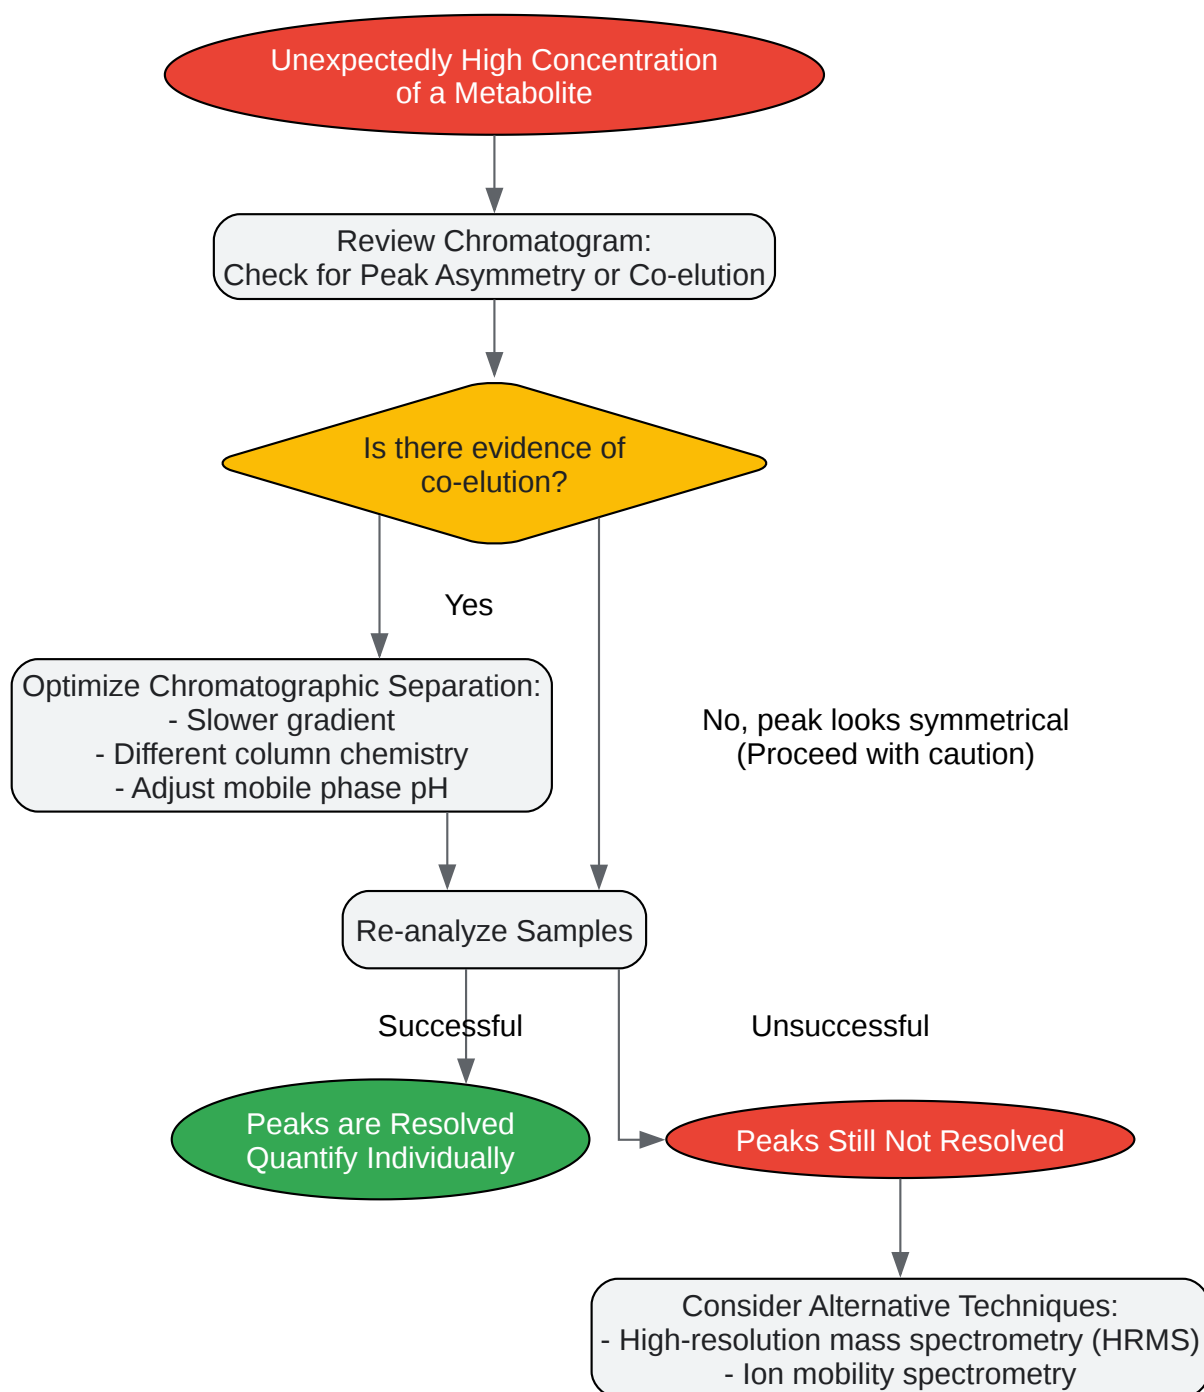 Unexpectedly High Concentration
of a Metabolite
Review Chromatogram:
Check for Peak Asymmetry or Co-elution
Is there evidence of
co-elution?
Yes
Optimize Chromatographic Separation:
- Slower gradient
- Different column chemistry
- Adjust mobile phase pH
No, peak looks symmetrical
(Proceed with caution)
Re-analyze Samples
Successful
Unsuccessful
Peaks are Resolved
Quantify Individually
Peaks Still Not Resolved
Consider Alternative Techniques:
- High-resolution mass spectrometry (HRMS)
- Ion mobility spectrometry